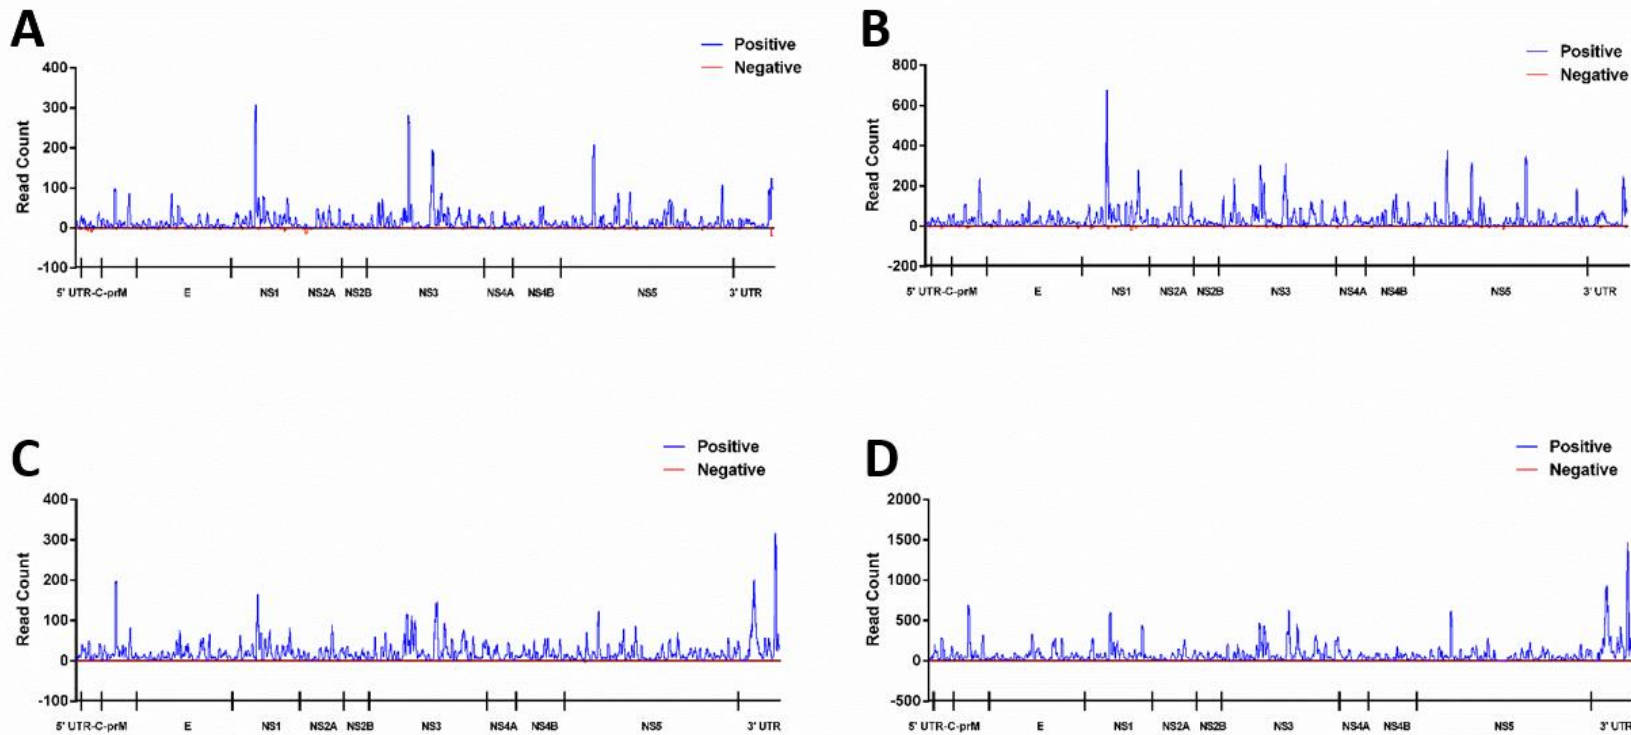 A
Positive
Negative
400
300
200
100
0
-100
Read Count
5' UTR-C-prM E NS1 NS2A NS2B NS3 NS4A NS4B NS5 3' UTR
B
Positive
Negative
800
600
400
200
0
-200
Read Count
5' UTR-C-prM E NS1 NS2A NS2B NS3 NS4A NS4B NS5 3' UTR
C
Positive
Negative
400
300
200
100
0
-100
Read Count
5' UTR-C-prM E NS1 NS2A NS2B NS3 NS4A NS4B NS5 3' UTR
D
Positive
Negative
2000
1500
1000
500
0
-500
Read Count
5' UTR-C-prM E NS1 NS2A NS2B NS3 NS4A NS4B NS5 3' UTR